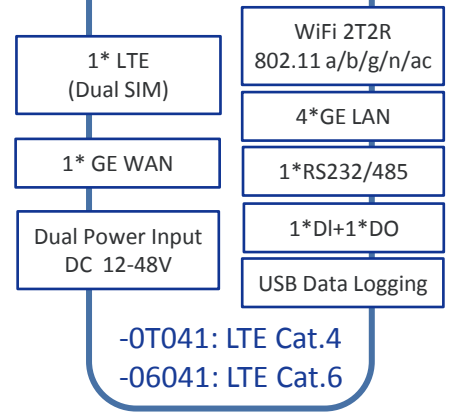 1* LTE
(Dual SIM)
1* GE WAN
Dual Power Input
DC 12-48V
WiFi 2T2R
802.11 a/b/g/n/ac
4*GE LAN
1*RS232/485
1*DI+1*DO
USB Data Logging
-0T041: LTE Cat.4
-06041: LTE Cat.6